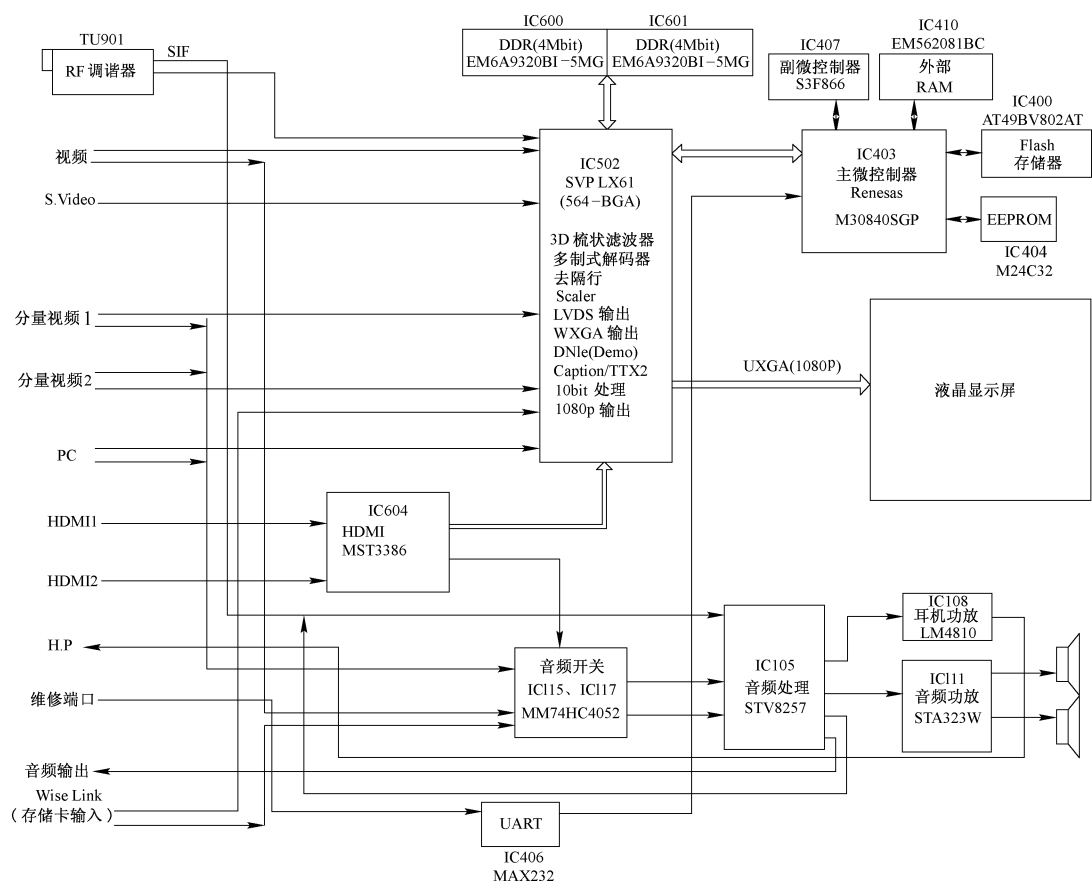 TU901
RF 调谐器
SIF
IC600
DDR(4Mbit)
EM6A9320BI-5MG
IC601
DDR(4Mbit)
EM6A9320BI-5MG
IC407
副微控制器
S3F866
IC410
EM562081BC
外部
RAM
IC400
AT49BV802AT
Flash
存储器
IC403
主微控制器
Renesas
M30840SGP
EEPROM
IC404
M24C32
视频
S.Video
分量视频1
分量视频2
PC
HDMI1
HDMI2
H.P
维修端口
音频输出
Wise Link
(存储卡输入)
IC502
SVP LX61
(564-BGA)
3D 梳状滤波器
多制式解码器
去隔行
Scaler
LVDS 输出
WXGA 输出
DNle(Demo)
Caption/TTX2
10bit 处理
1080p 输出
UXGA(1080p)
液晶显示屏
IC604
HDMI
MST3386
音频开关
ICl15、ICl17
MM74HC4052
IC105
音频处理
STV8257
IC108
耳机功放
LM4810
ICl11
音频功放
STA323W
UART
IC406
MAX232